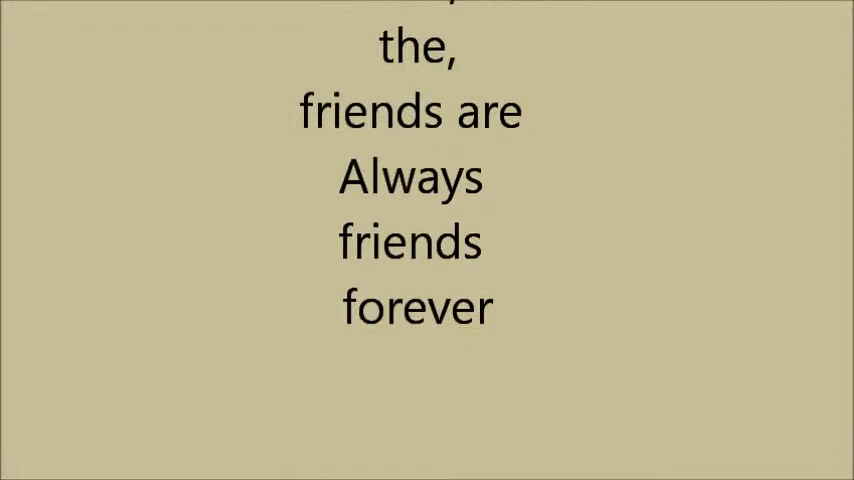 the,
friends are
Always
friends
forever